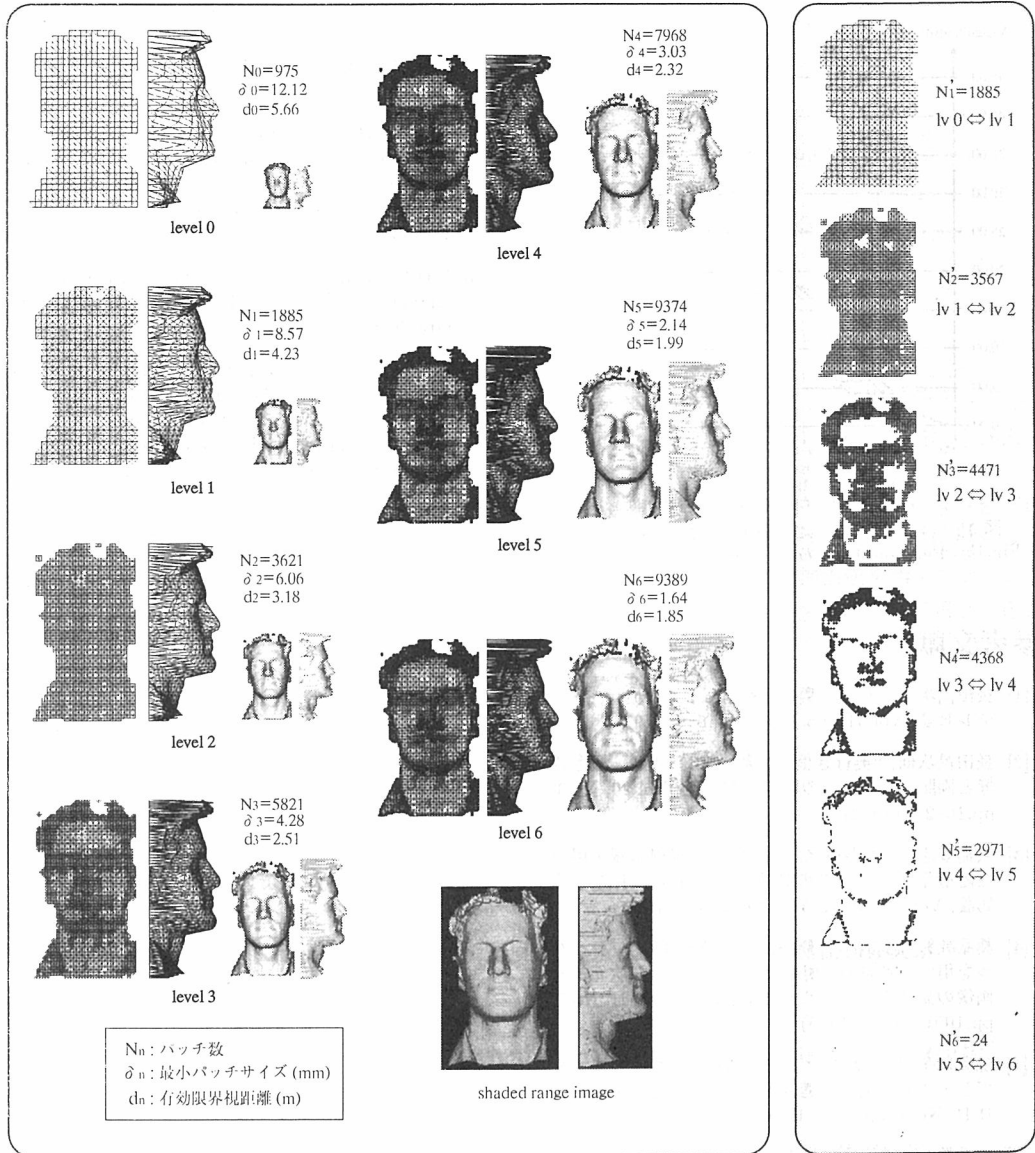 N0=975
δ0=12.12
d0=5.66
level 0
N1=1885
δ1=8.57
d1=4.23
level 1
N2=3621
δ2=6.06
d2=3.18
level 2
N3=5821
δ3=4.28
d3=2.51
level 3
Nn : パッチ数
δn : 最小パッチサイズ (mm)
dn : 有効限界視距離 (m)
N4=7968
δ4=3.03
d4=2.32
level 4
N5=9374
δ5=2.14
d5=1.99
level 5
N6=9389
δ6=1.64
d6=1.85
level 6
shaded range image
N'1=1885
lv 0 ⇔ lv 1
N'2=3567
lv 1 ⇔ lv 2
N'3=4471
lv 2 ⇔ lv 3
N'4=4368
lv 3 ⇔ lv 4
N'5=2971
lv 4 ⇔ lv 5
N'6=24
lv 5 ⇔ lv 6